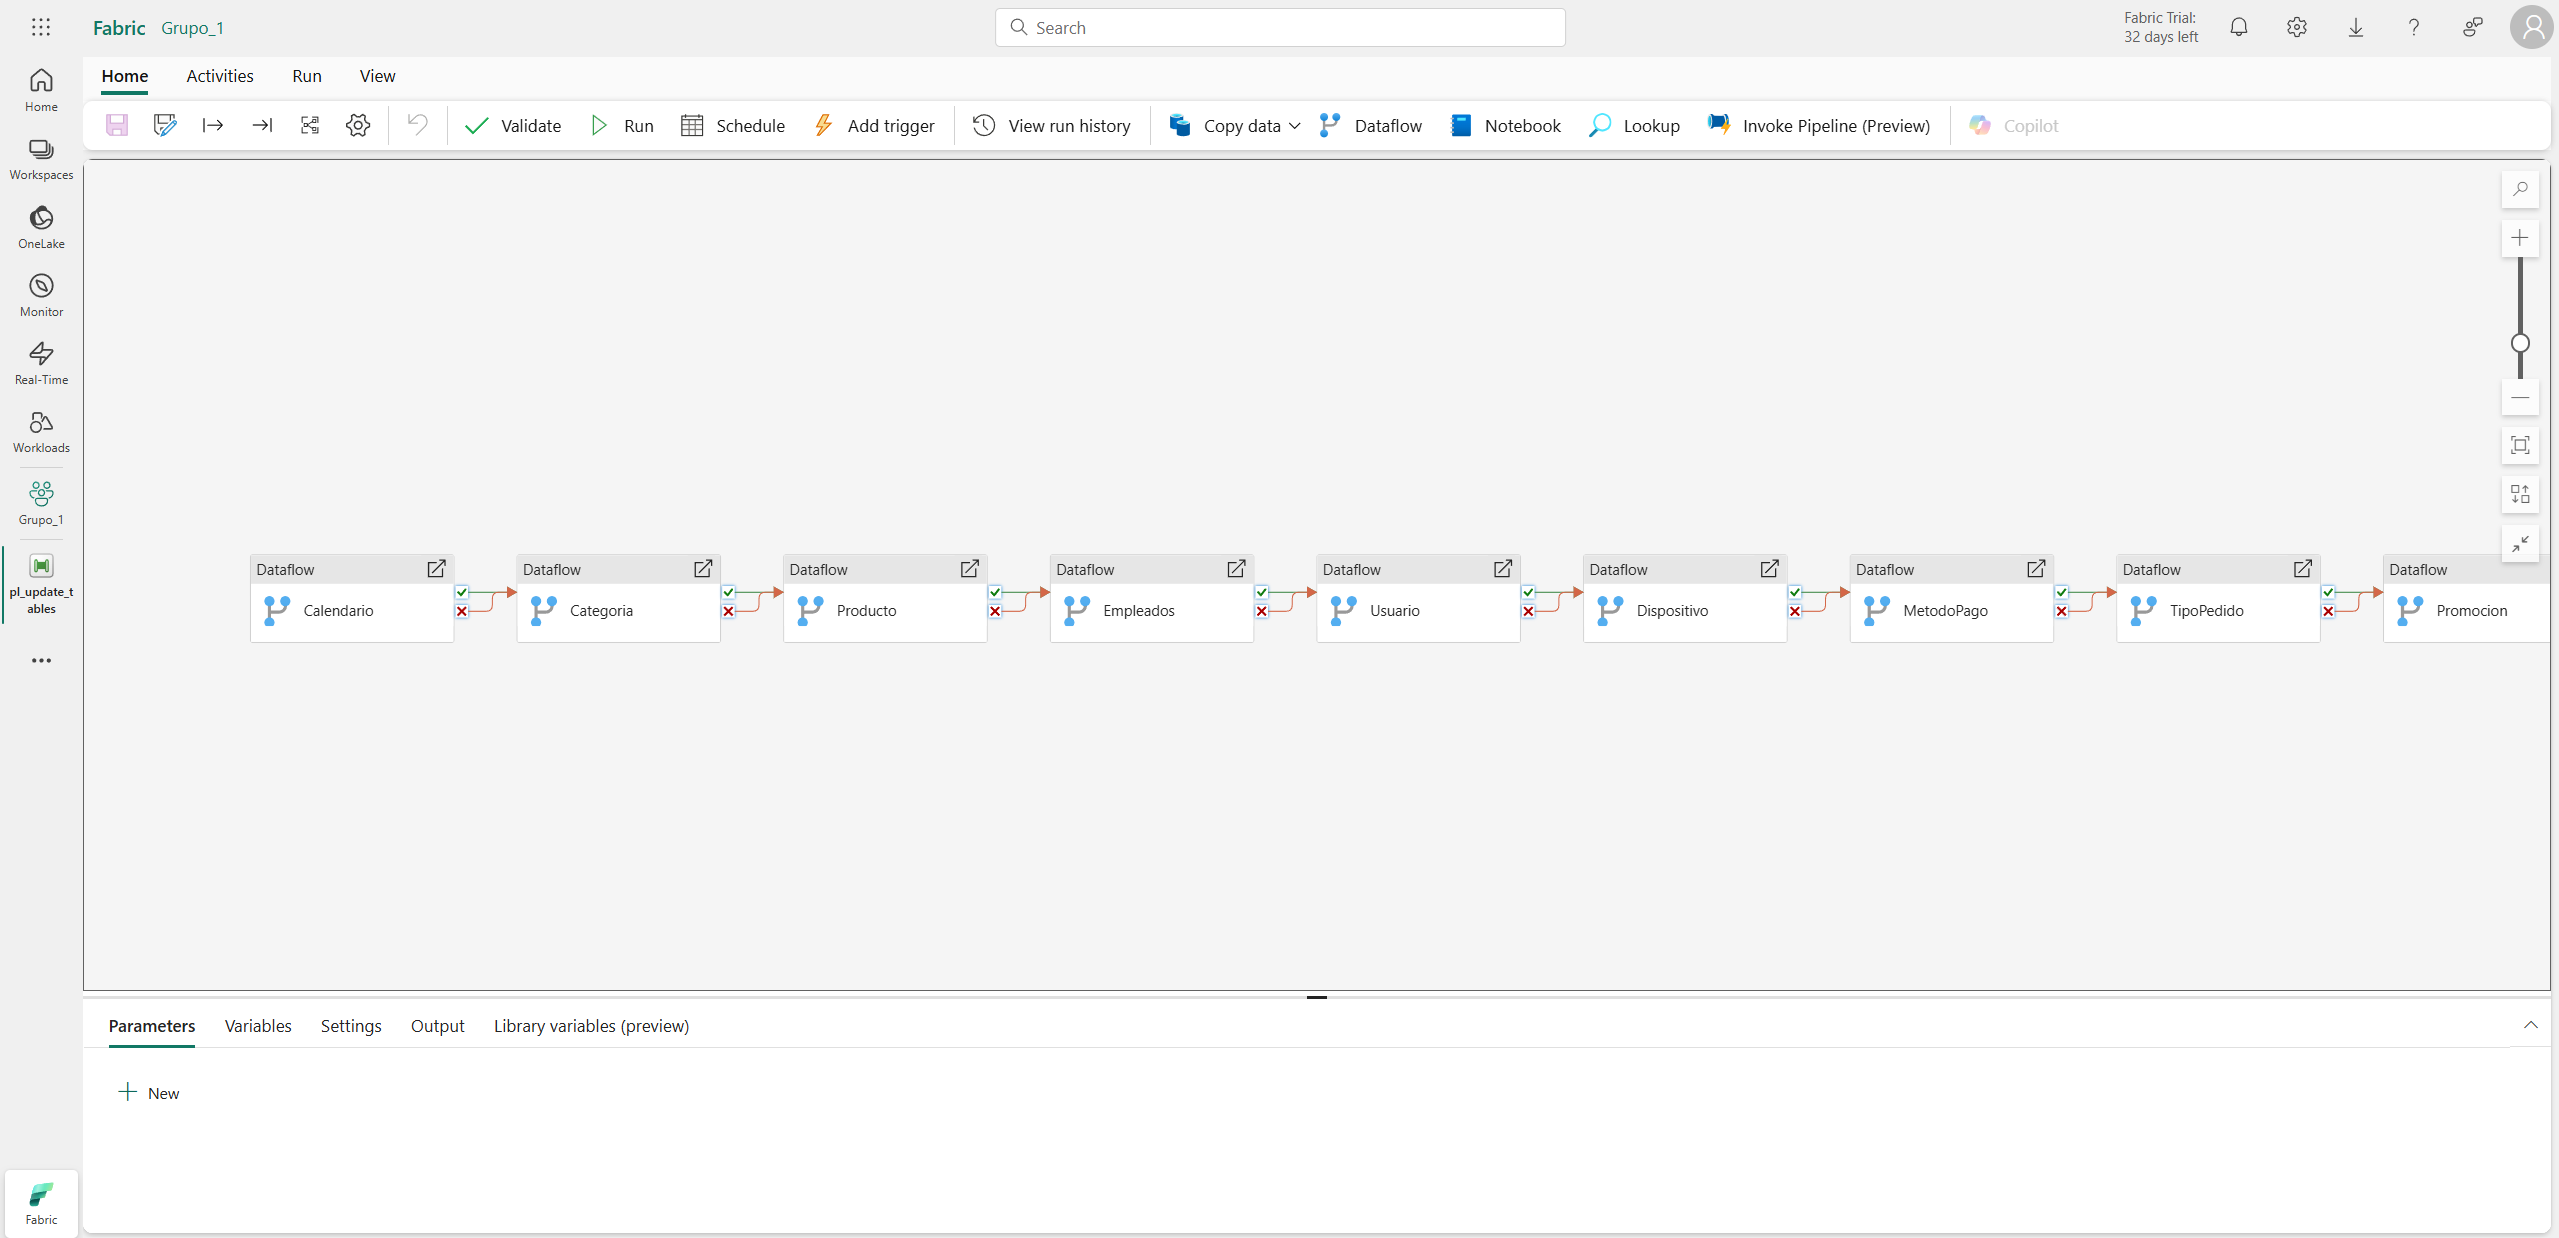 Fabric Grupo_1
Search
Fabric Trial:
32 days left
Home
Workspaces
OneLake
Monitor
Real-Time
Workloads
Grupo_1
pl_update_t
ables
Fabric
Home Activities Run View
Validate Run Schedule Add trigger View run history Copy data Dataflow Notebook Lookup Invoke Pipeline (Preview) Copilot
Dataflow
Calendario
Dataflow
Categoria
Dataflow
Producto
Dataflow
Empleados
Dataflow
Usuario
Dataflow
Dispositivo
Dataflow
MetodoPago
Dataflow
TipoPedido
Dataflow
Promocion
Parameters Variables Settings Output Library variables (preview)
New